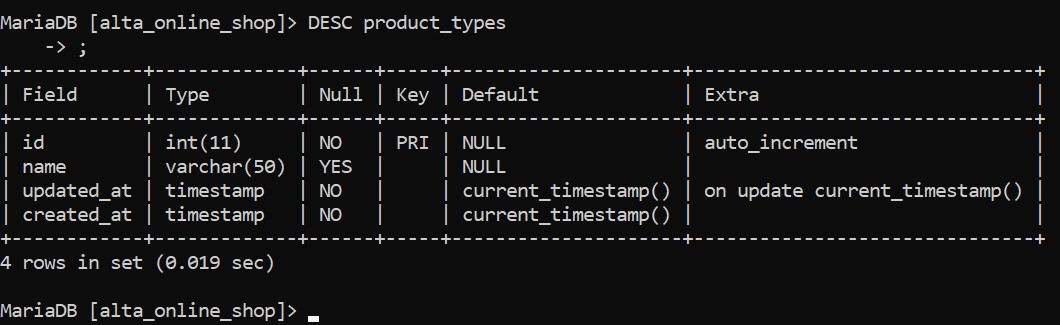 MariaDB [alta_online_shop]> DESC product_types
    -> ;
+------------+-------------+------+-----+---------------------+-------------------------------+
| Field      | Type        | Null | Key | Default             | Extra                         |
+------------+-------------+------+-----+---------------------+-------------------------------+
| id         | int(11)     | NO   | PRI | NULL                | auto_increment                |
| name       | varchar(50) | YES  |     | NULL                |                               |
| updated_at | timestamp   | NO   |     | current_timestamp() | on update current_timestamp() |
| created_at | timestamp   | NO   |     | current_timestamp() |                               |
+------------+-------------+------+-----+---------------------+-------------------------------+
4 rows in set (0.019 sec)

MariaDB [alta_online_shop]>